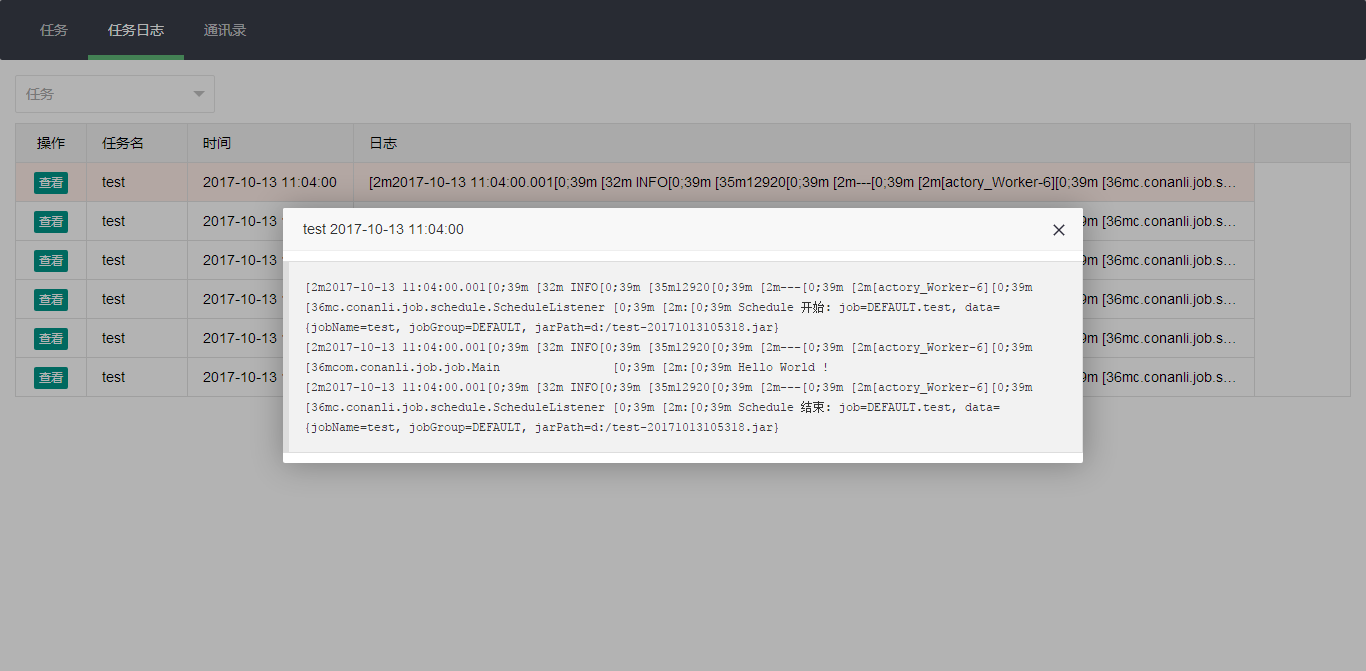 任务 任务日志 通讯录
任务
操作 任务名 时间 日志
查看 test 2017-10-13 11:04:00 [2m2017-10-13 11:04:00.001[0;39m [32m INFO[0;39m [35m12920[0;39m [2m---[0;39m [2m[actory_Worker-6][0;39m [36mc.conanli.job.s...
查看 test 2017-10-13 9m [36mc.conanli.job.s...
test 2017-10-13 11:04:00
查看 test 2017-10-13 9m [36mc.conanli.job.s...
[2m2017-10-13 11:04:00.001[0;39m [32m INFO[0;39m [35m12920[0;39m [2m---[0;39m [2m[actory_Worker-6][0;39m
查看 test 2017-10-13 9m [36mc.conanli.job.s...
[36mc.conanli.job.schedule.ScheduleListener [0;39m [2m:[0;39m Schedule 开始: job=DEFAULT.test, data=
{jobName=test, jobGroup=DEFAULT, jarPath=d:/test-20171013105318.jar}
查看 test 2017-10-13 9m [36mc.conanli.job.s...
[2m2017-10-13 11:04:00.001[0;39m [32m INFO[0;39m [35m12920[0;39m [2m---[0;39m [2m[actory_Worker-6][0;39m
[36mcom.conanli.job.job.Main [0;39m [2m:[0;39m Hello World !
查看 test 2017-10-13 9m [36mc.conanli.job.s...
[2m2017-10-13 11:04:00.001[0;39m [32m INFO[0;39m [35m12920[0;39m [2m---[0;39m [2m[actory_Worker-6][0;39m
[36mc.conanli.job.schedule.ScheduleListener [0;39m [2m:[0;39m Schedule 结束: job=DEFAULT.test, data=
{jobName=test, jobGroup=DEFAULT, jarPath=d:/test-20171013105318.jar}